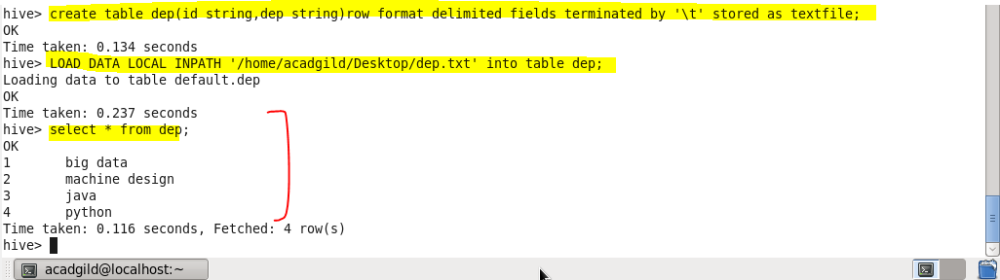 hive> create table dep(id string,dep string)row format delimited fields terminated by '\t' stored as textfile;
OK
Time taken: 0.134 seconds
hive> LOAD DATA LOCAL INPATH '/home/acadgild/Desktop/dep.txt' into table dep;
Loading data to table default.dep
OK
Time taken: 0.237 seconds
hive> select * from dep;
OK
1 big data
2 machine design
3 java
4 python
Time taken: 0.116 seconds, Fetched: 4 row(s)
hive>
acadgild@localhost:~